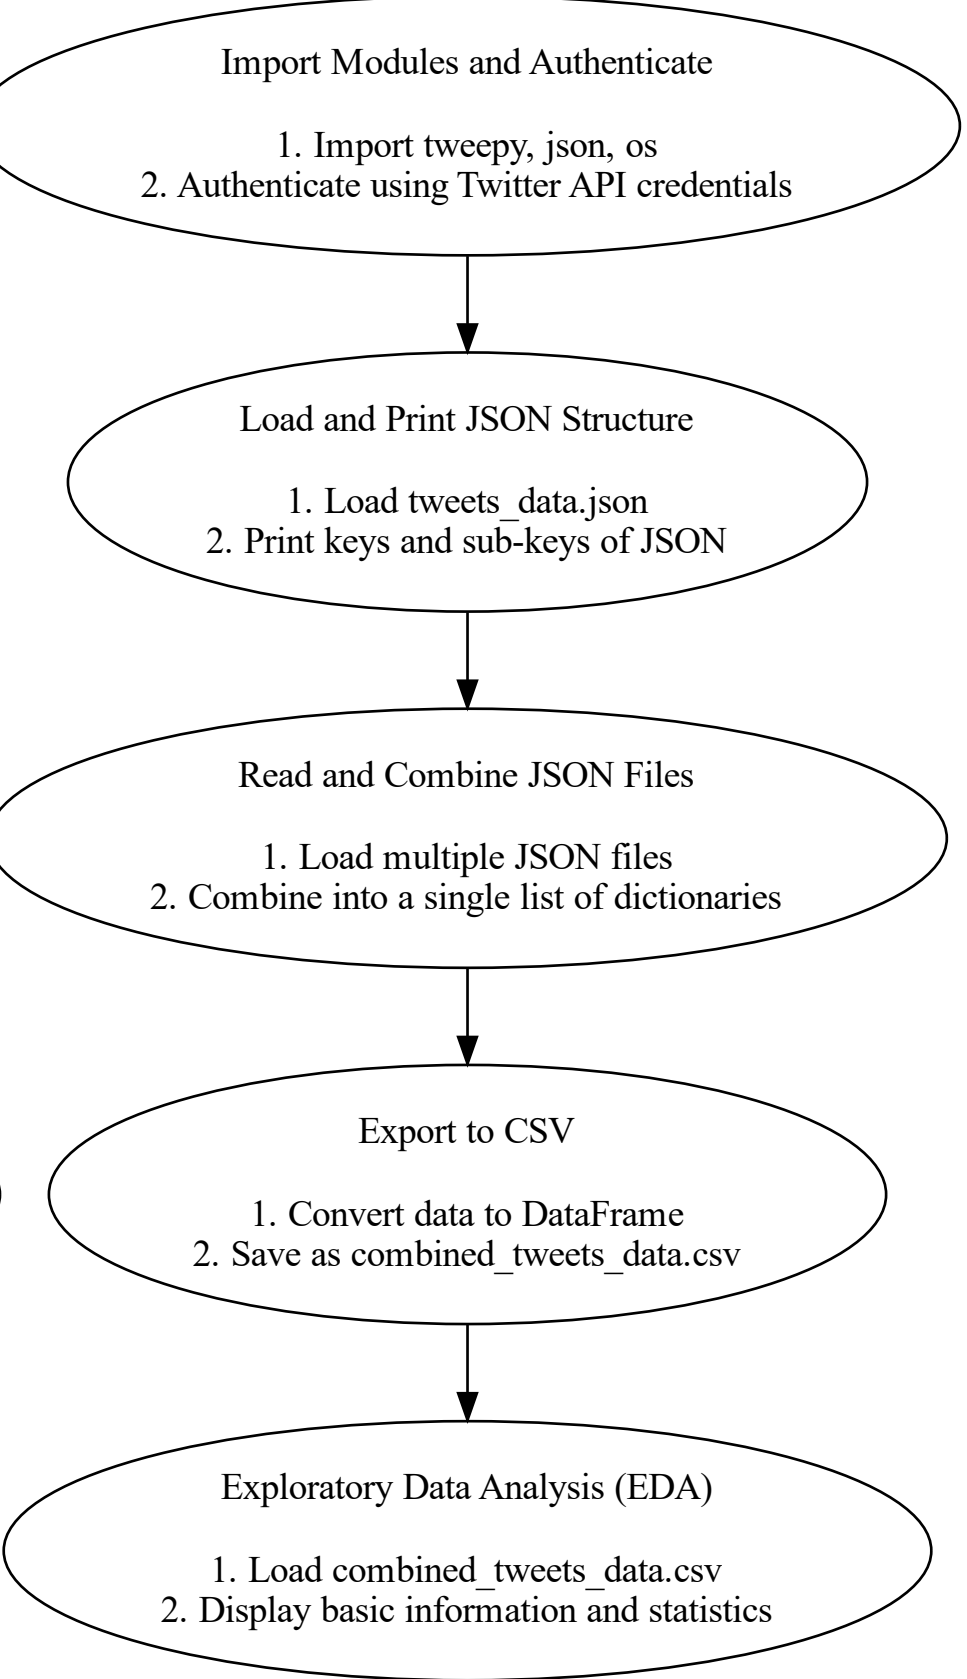 Import Modules and Authenticate
1. Import tweepy, json, os
2. Authenticate using Twitter API credentials
Load and Print JSON Structure
1. Load tweets_data.json
2. Print keys and sub-keys of JSON
Read and Combine JSON Files
1. Load multiple JSON files
2. Combine into a single list of dictionaries
Export to CSV
1. Convert data to DataFrame
2. Save as combined_tweets_data.csv
Exploratory Data Analysis (EDA)
1. Load combined_tweets_data.csv
2. Display basic information and statistics